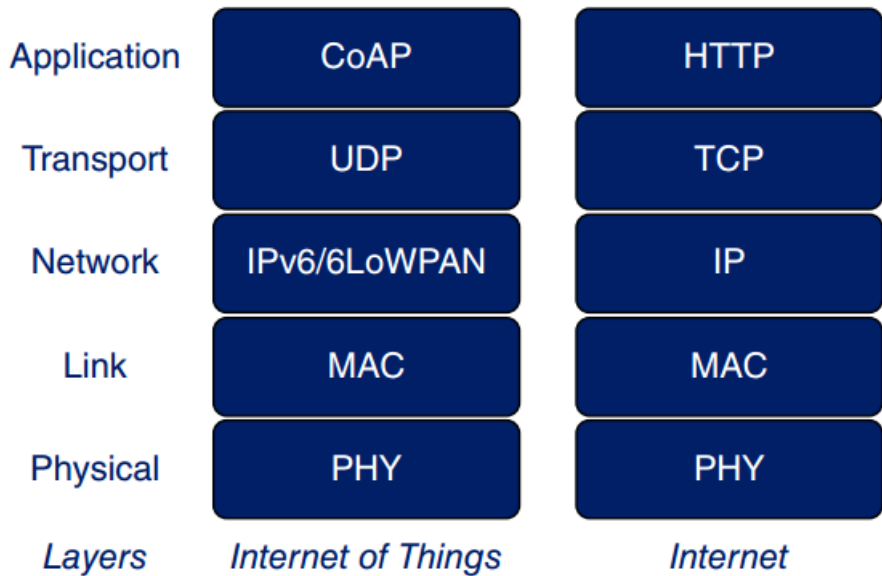 Application CoAP HTTP
Transport UDP TCP
Network IPv6/6LoWPAN IP
Link MAC MAC
Physical PHY PHY
Layers Internet of Things Internet